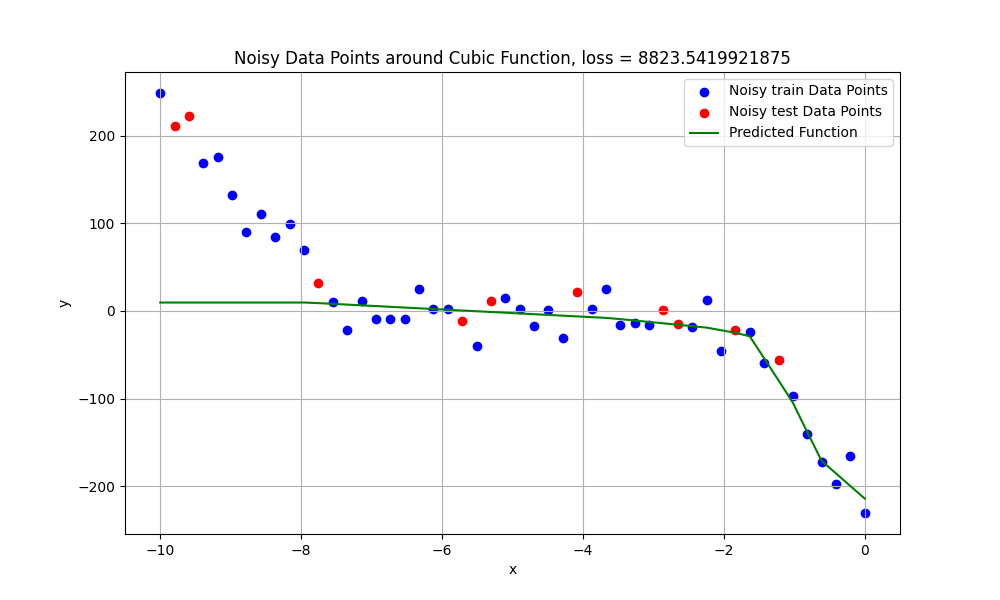 Noisy Data Points around Cubic Function, loss = 8823.5419921875
Noisy train Data Points
Noisy test Data Points
Predicted Function
200
100
0
−100
−200
y
−10
−8
−6
−4
−2
0
x